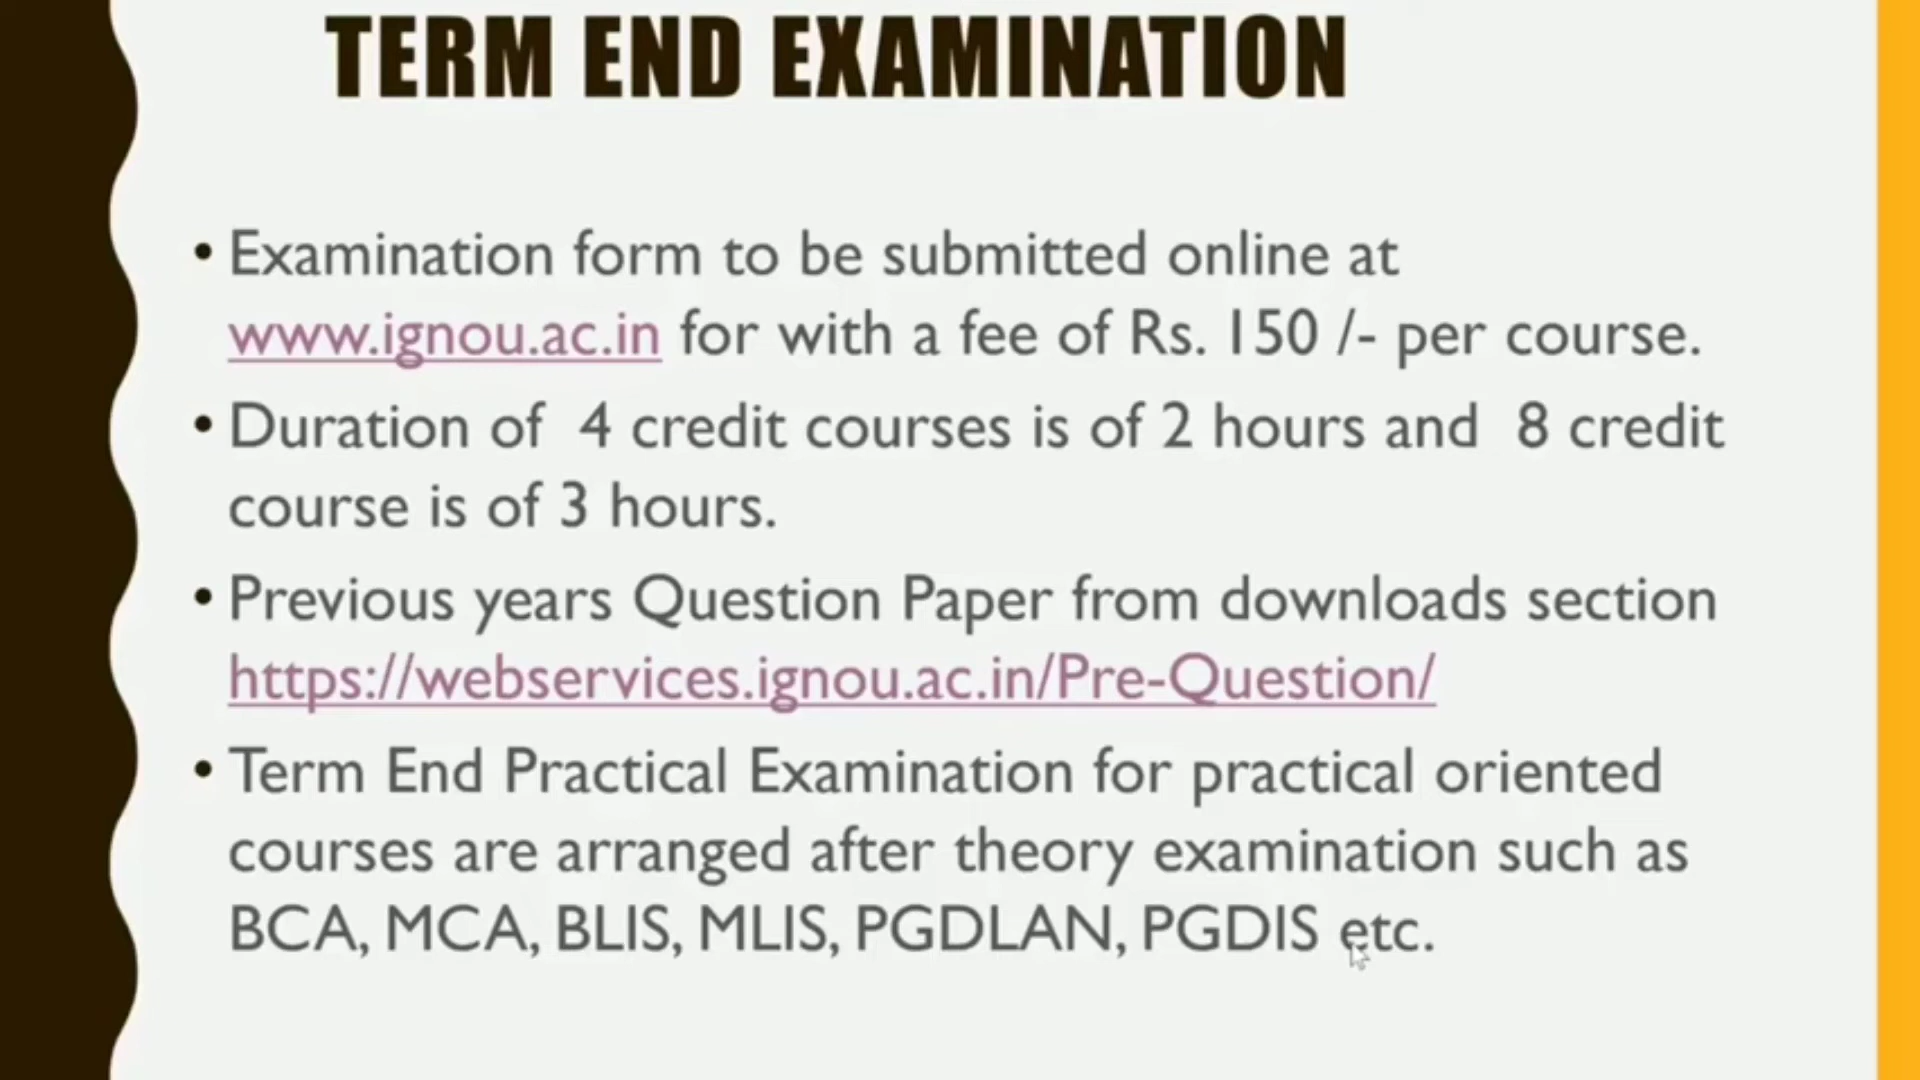 TERM END EXAMINATION
• Examination form to be submitted online at
www.ignou.ac.in for with a fee of Rs. 150 /- per course.
• Duration of 4 credit courses is of 2 hours and 8 credit
course is of 3 hours.
• Previous years Question Paper from downloads section
https://webservices.ignou.ac.in/Pre-Question/
• Term End Practical Examination for practical oriented
courses are arranged after theory examination such as
BCA, MCA, BLIS, MLIS, PGDLAN, PGDIS etc.